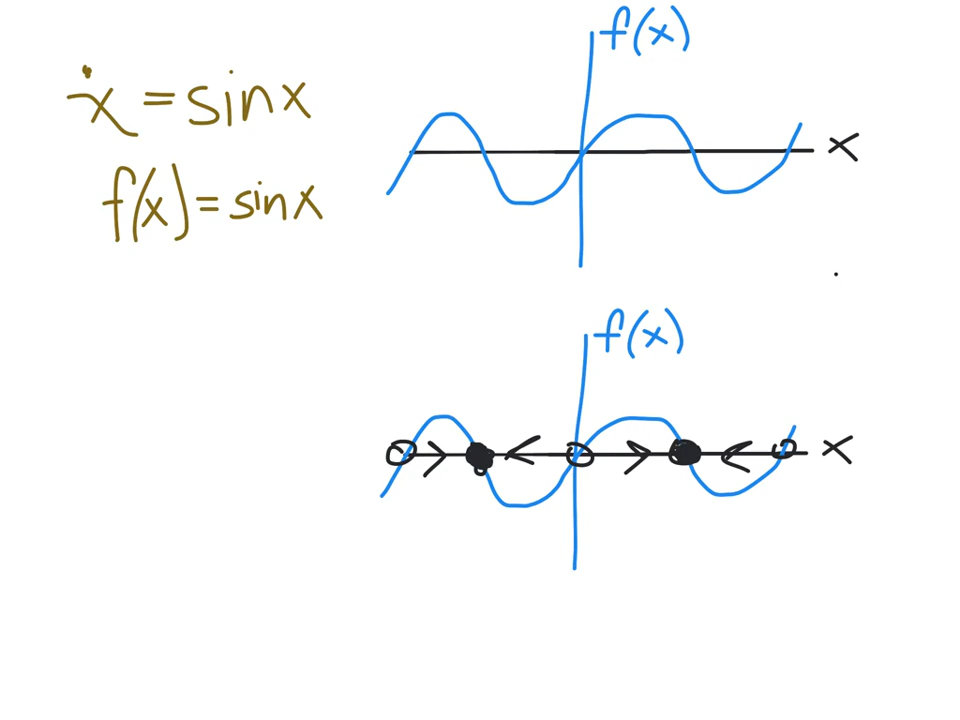 ẋ = sin x
f(x) = sin x
f(x)
x
f(x)
x